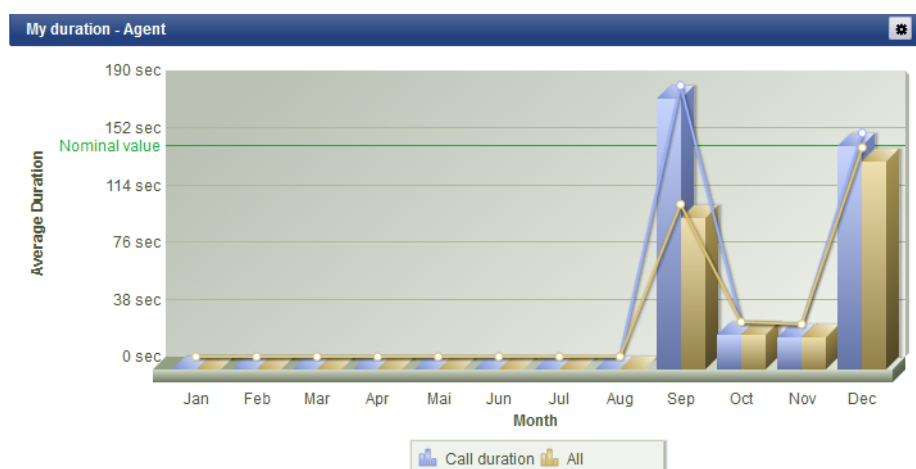 My duration - Agent
190 sec
152 sec
Nominal value
114 sec
76 sec
38 sec
0 sec
Average Duration
Jan Feb Mar Apr Mai Jun Jul Aug Sep Oct Nov Dec
Month
Call duration All